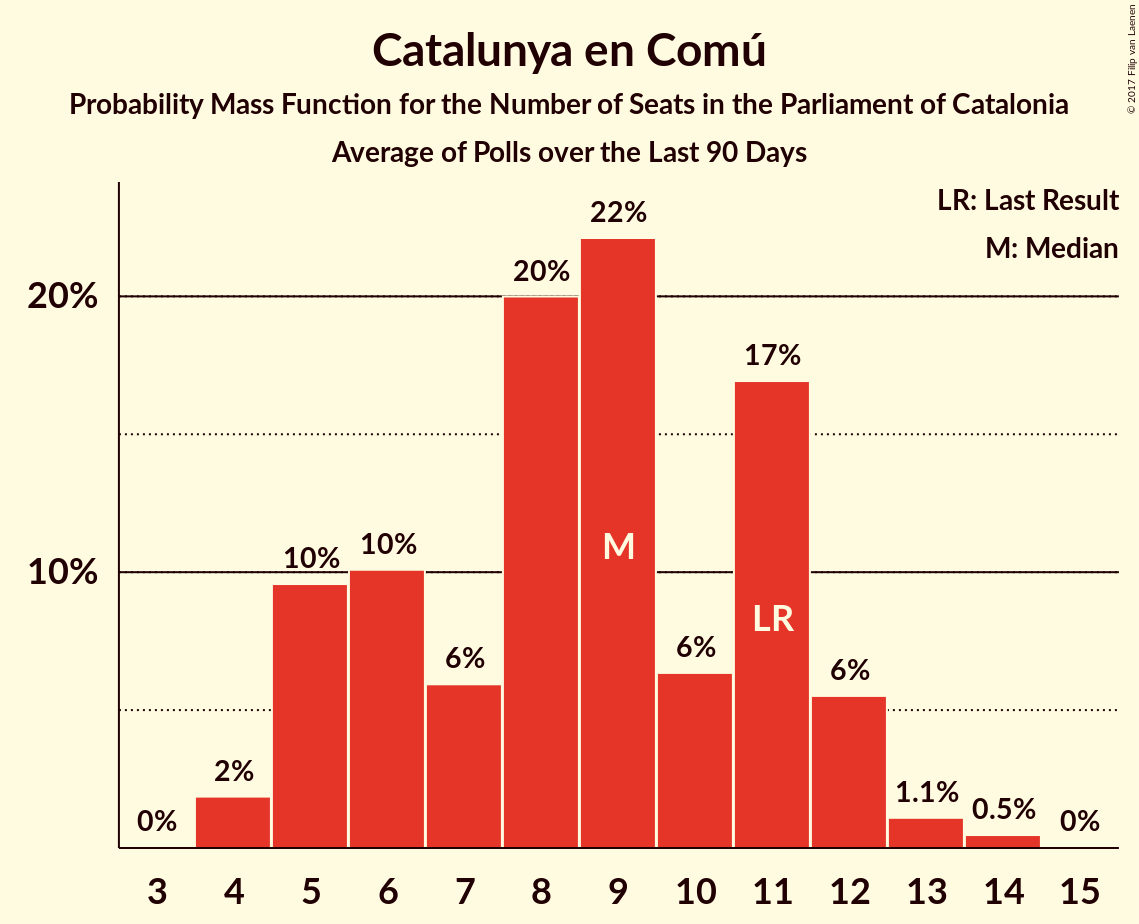 Catalunya en Comú
Probability Mass Function for the Number of Seats in the Parliament of Catalonia
Average of Polls over the Last 90 Days
© 2017 Filip van Laenen
LR: Last Result
M: Median
20%
10%
0%
2%
10%
10%
6%
20%
22%
6%
17%
6%
1.1%
0.5%
0%
M
LR
3 4 5 6 7 8 9 10 11 12 13 14 15